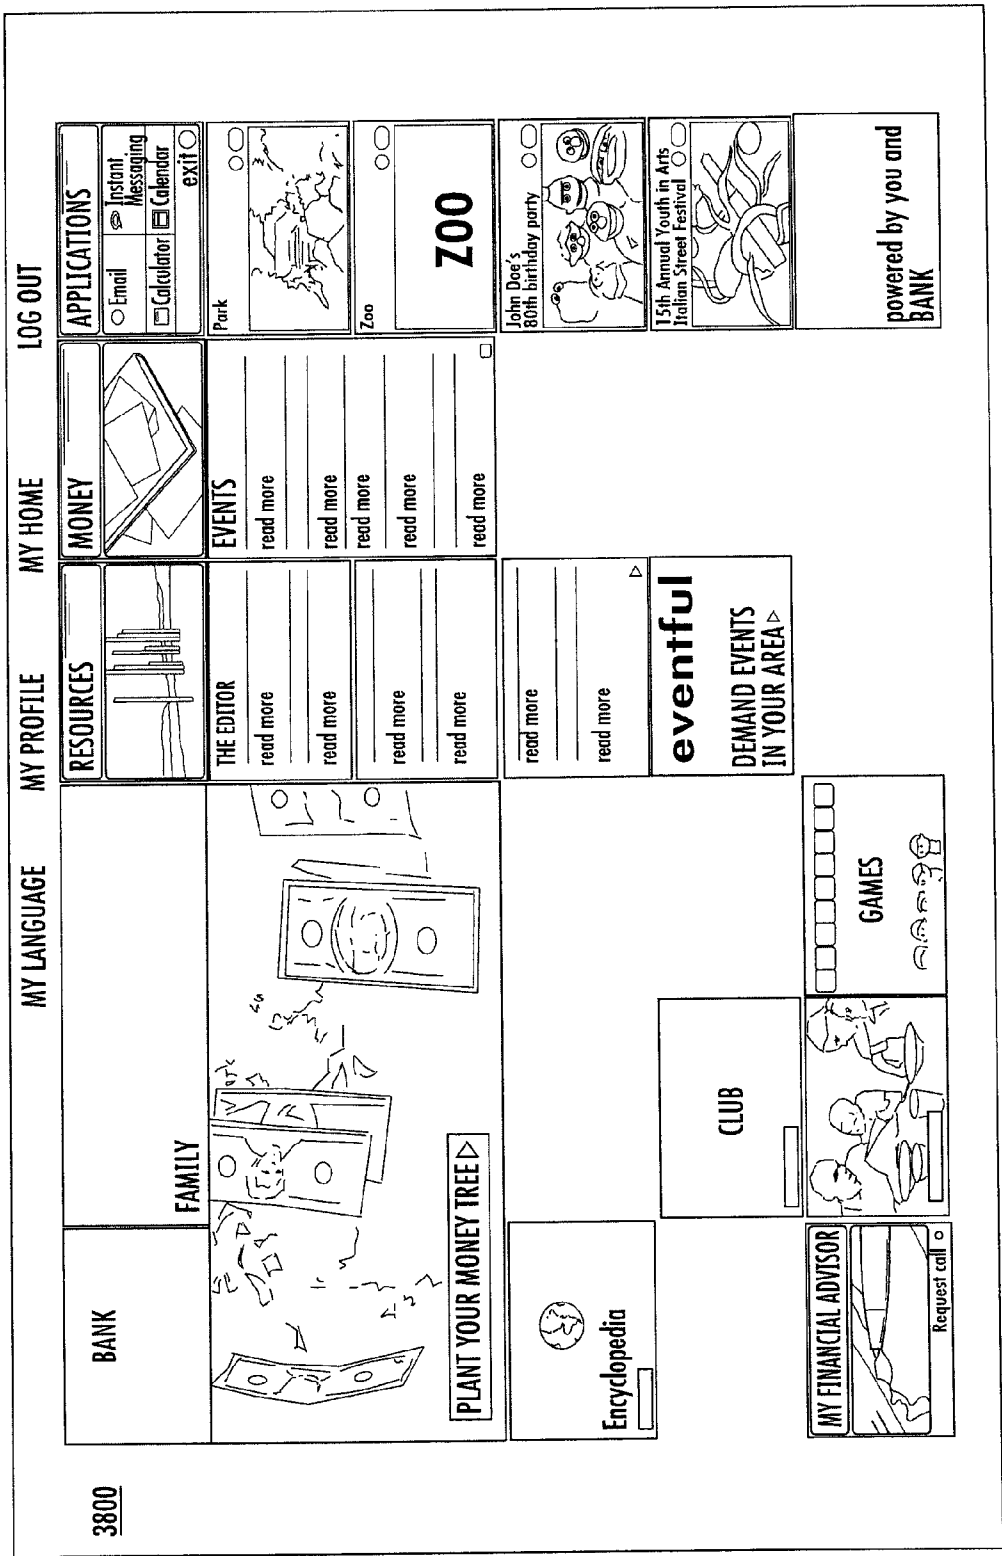 3800
MY LANGUAGE
MY PROFILE
MY HOME
LOG OUT
BANK
FAMILY
RESOURCES
MONEY
APPLICATIONS
Email
Instant
Messaging
Calculator
Calendar
exit
PLANT YOUR MONEY TREE
THE EDITOR
read more
read more
read more
read more
EVENTS
read more
read more
read more
read more
read more
Park
Zoo
ZOO
Encyclopedia
read more
read more
John Doe's
80th birthday party
CLUB
eventful
DEMAND EVENTS
IN YOUR AREA
15th Annual Youth in Arts
Italian Street Festival
MY FINANCIAL ADVISOR
Request call
GAMES
powered by you and
BANK